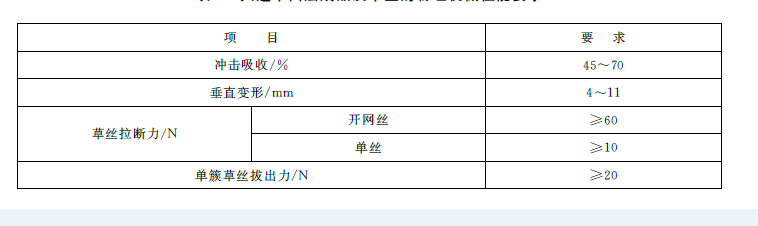 项 目 要 求
冲击吸收/% 45～70
垂直变形/mm 4～11
草丝拉断力/N 开网丝 ≥60
单丝 ≥10
单簇草丝拔出力/N ≥20